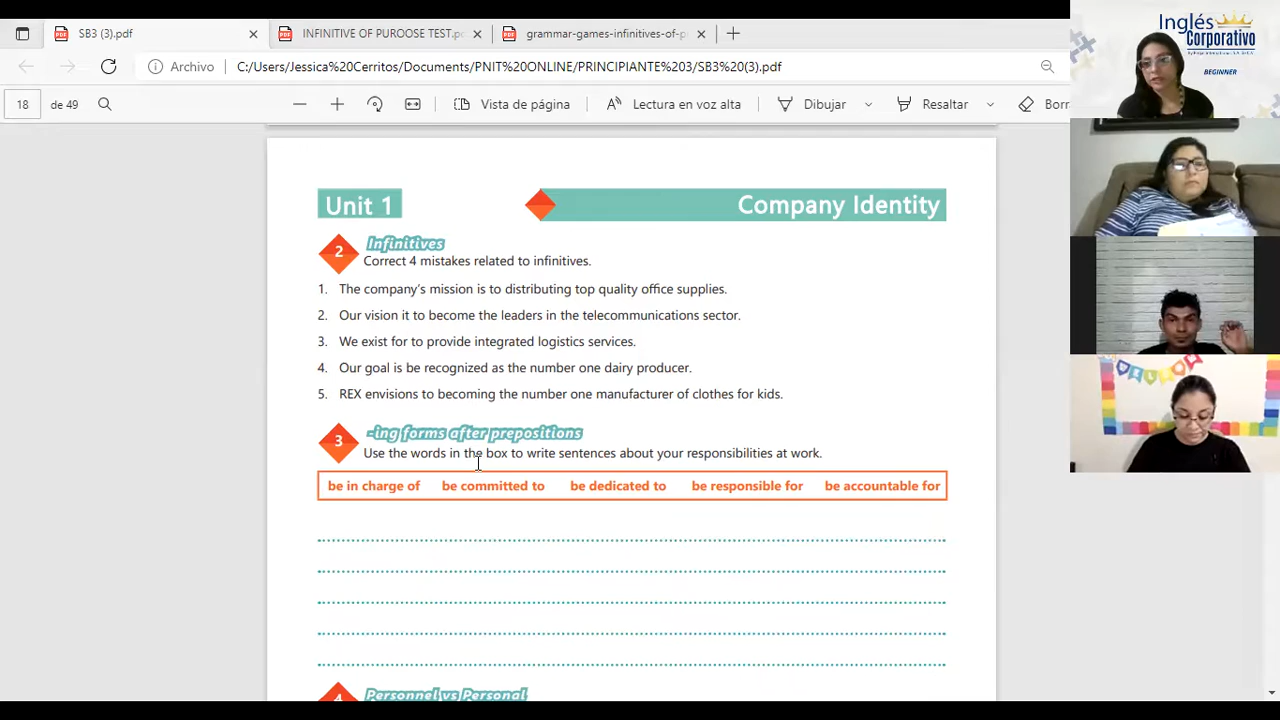 SB3 (3).pdf
INFINITIVE OF PUROOSE TEST.pc
grammar-games-infinitives-of-p
Archivo
C:/Users/Jessica%20Cerritos/Documents/PNP%20ONLINE/PRINCIPIANTE%203/SB3%20(3).pdf
18 de 49
Vista de página
Lectura en voz alta
Dibujar
Resaltar
Borr
Inglés
Corporativo
BEGINNER
Unit 1
Company Identity
2 Infinitives
Correct 4 mistakes related to infinitives.
1. The company's mission is to distributing top quality office supplies.
2. Our vision it to become the leaders in the telecommunications sector.
3. We exist for to provide integrated logistics services.
4. Our goal is be recognized as the number one dairy producer.
5. REX envisions to becoming the number one manufacturer of clothes for kids.
3 -ing forms after prepositions
Use the words in the box to write sentences about your responsibilities at work.
be in charge of be committed to be dedicated to be responsible for be accountable for
4 Personnel vs Personal